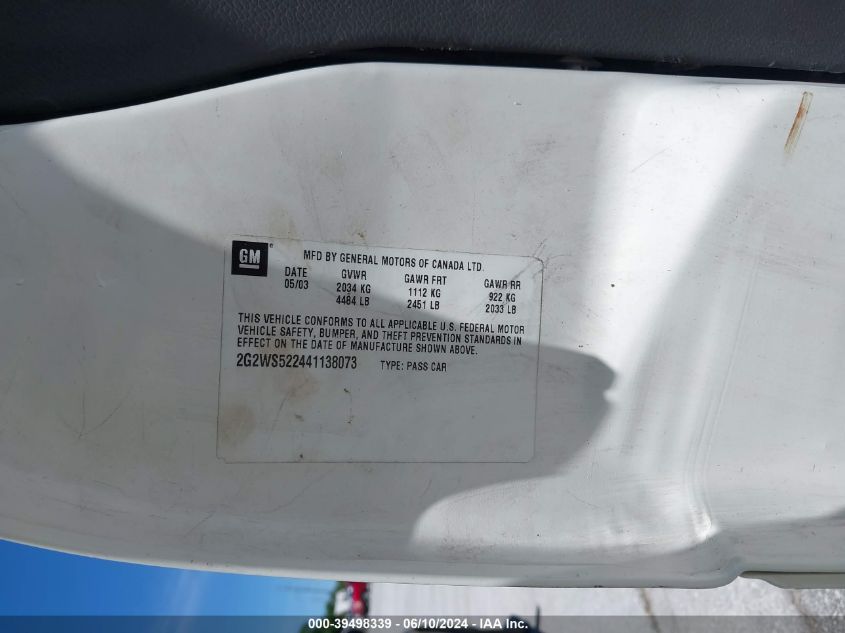 GM®
MFD BY GENERAL MOTORS OF CANADA LTD.
DATE GVWR GAWR FRT GAWR RR
05/03 2034 KG 1112 KG 922 KG
4484 LB 2451 LB 2033 LB
THIS VEHICLE CONFORMS TO ALL APPLICABLE U.S. FEDERAL MOTOR
VEHICLE SAFETY, BUMPER, AND THEFT PREVENTION STANDARDS IN
EFFECT ON THE DATE OF MANUFACTURE SHOWN ABOVE.
2G2WS522441138073 TYPE: PASS CAR
000-39498339 - 06/10/2024 - IAA Inc.